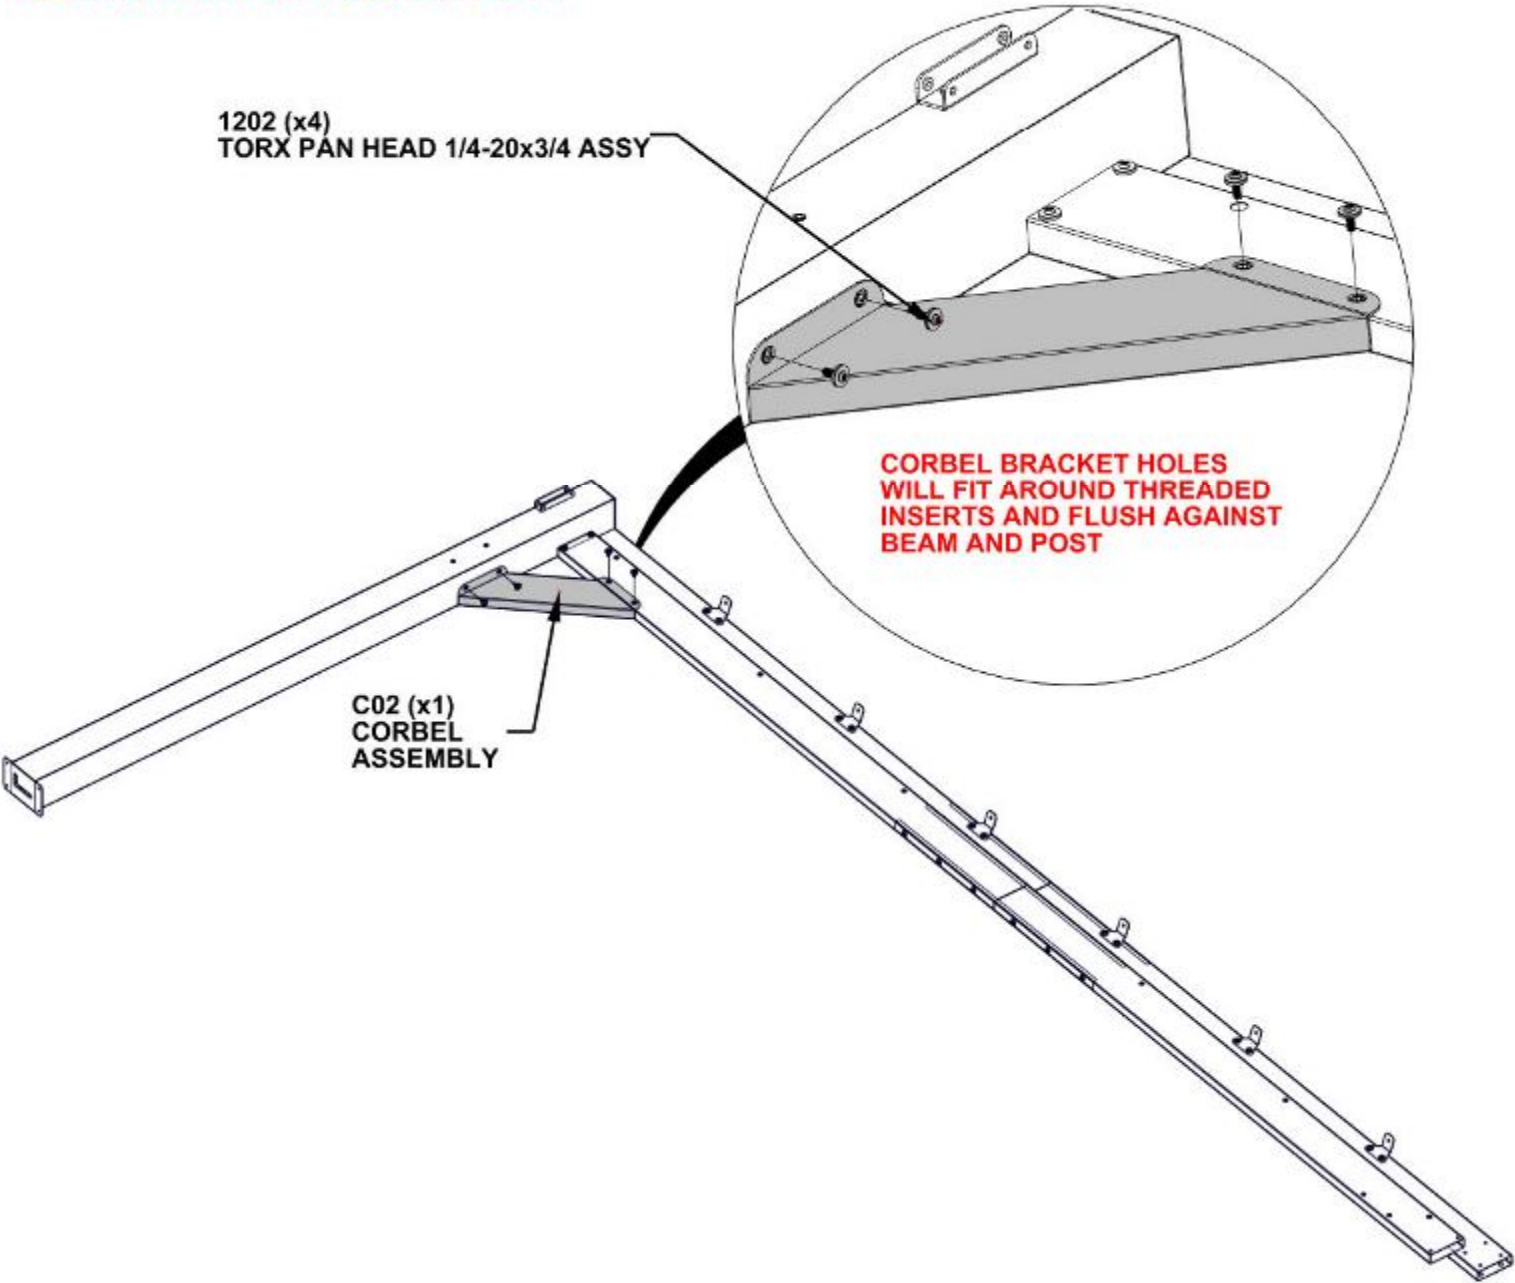 1202 (x4)
TORX PAN HEAD 1/4-20x3/4 ASSY
CORBEL BRACKET HOLES
WILL FIT AROUND THREADED
INSERTS AND FLUSH AGAINST
BEAM AND POST
C02 (x1)
CORBEL
ASSEMBLY